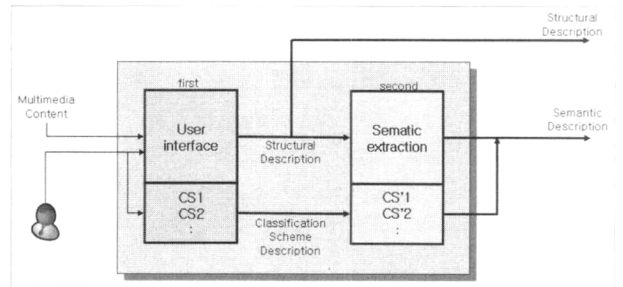 Structural
Description
first
second
Multimedia
Content
User
interface
Structural
Description
Sematic
extraction
Semantic
Description
CS1
CS2
:
Classification
Scheme
Description
CS'1
CS'2
: